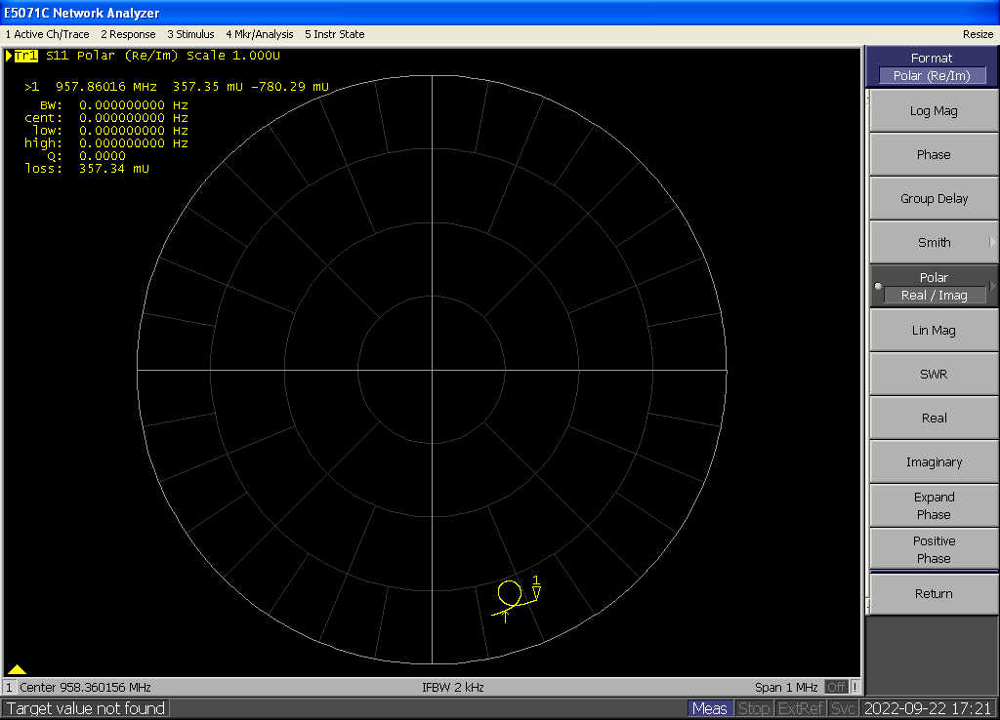 E5071C Network Analyzer
1 Active Ch/Trace 2 Response 3 Stimulus 4 Mkr/Analysis 5 Instr State Resize
Tr1 S11 Polar (Re/Im) Scale 1.000U
>1 957.86016 MHz 357.35 mU -780.29 mU
BW: 0.000000000 Hz
cent: 0.000000000 Hz
low: 0.000000000 Hz
high: 0.000000000 Hz
Q: 0.0000
loss: 357.34 mU
1
Format
Polar (Re/Im)
Log Mag
Phase
Group Delay
Smith
Polar
Real / Imag
Lin Mag
SWR
Real
Imaginary
Expand
Phase
Positive
Phase
Return
1 Center 958.360156 MHz IFBW 2 kHz Span 1 MHz Off !
Target value not found Meas Stop ExtRef Svc 2022-09-22 17:21